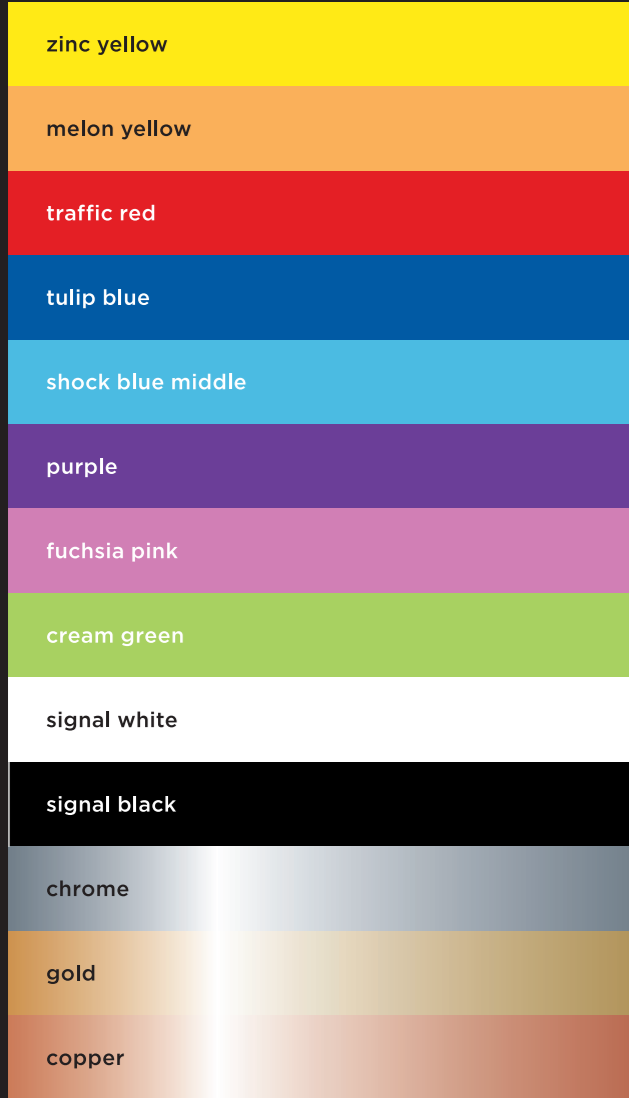 zinc yellow
melon yellow
traffic red
tulip blue
shock blue middle
purple
fuchsia pink
cream green
signal white
signal black
chrome
gold
copper